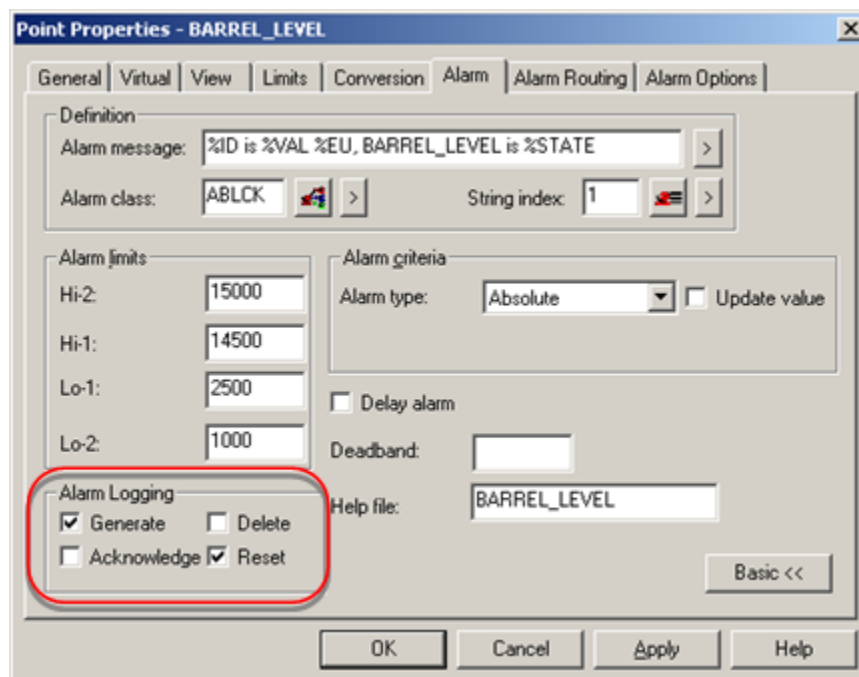 Point Properties - BARREL_LEVEL
General Virtual View Limits Conversion Alarm Alarm Routing Alarm Options
Definition
Alarm message: %ID is %VAL %EU, BARREL_LEVEL is %STATE >
Alarm class: ABLCK > String index: 1 >
Alarm limits
Hi-2: 15000
Hi-1: 14500
Lo-1: 2500
Lo-2: 1000
Alarm criteria
Alarm type: Absolute Update value
Delay alarm
Deadband:
Help file: BARREL_LEVEL
Alarm Logging
Generate Delete
Acknowledge Reset
Basic <<
OK Cancel Apply Help